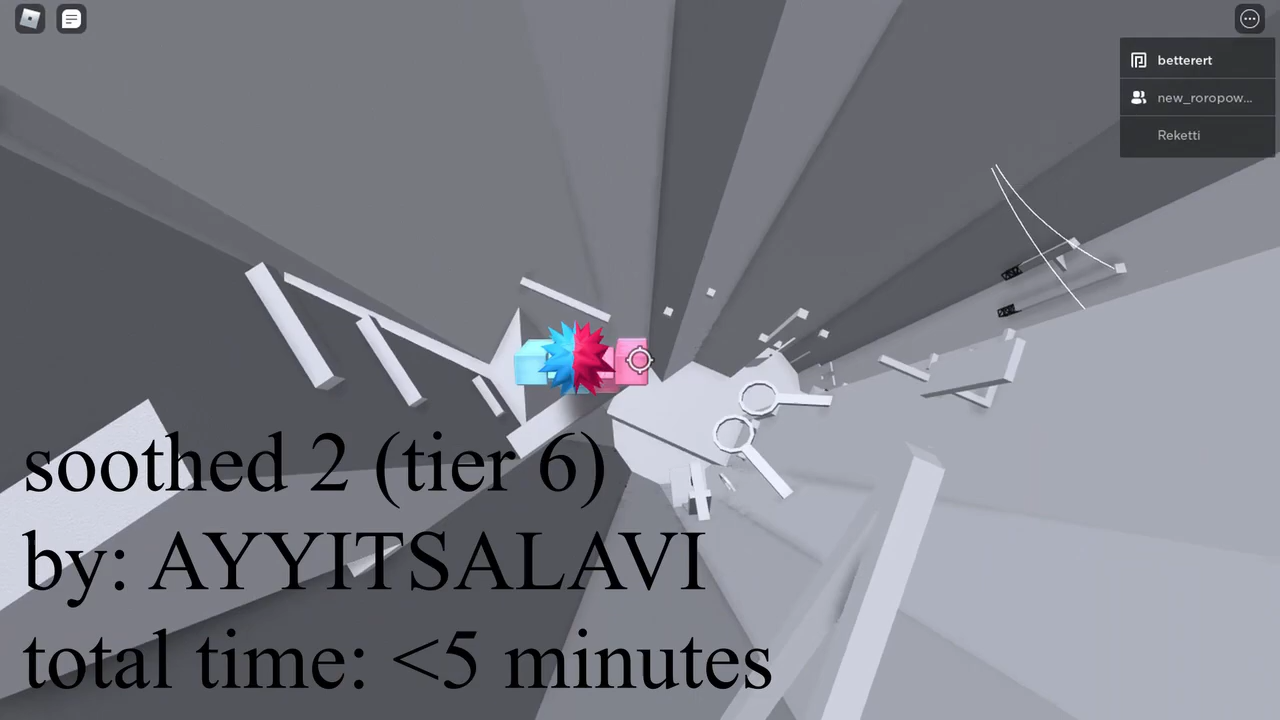 betterert
new_roropow...
Reketti
soothed 2 (tier 6)
by: AYYITSALAVI
total time: <5 minutes